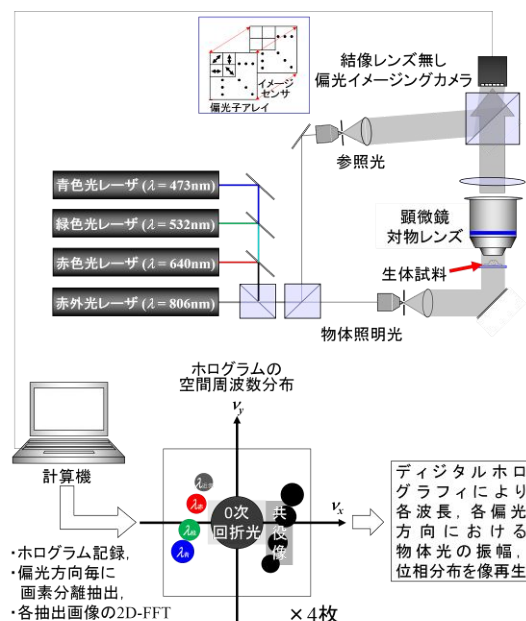 結像レンズ無し
偏光イメージングカメラ
イメージ
センサ
偏光子アレイ
参照光
青色光レーザ (λ = 473nm)
緑色光レーザ (λ = 532nm)
赤色光レーザ (λ = 640nm)
赤外光レーザ (λ = 806nm)
顕微鏡
対物レンズ
生体試料
物体照明光
ホログラムの
空間周波数分布
νy
νx
計算機
λ赤外
λ赤
λ緑
λ青
0次
回折光
共役像
・ホログラム記録,
・偏光方向毎に
画素分離抽出,
・各抽出画像の2D-FFT
×4枚
ディジタルホロ
グラフィにより
各波長, 各偏光
方向における
物体光の振幅,
位相分布を像再生